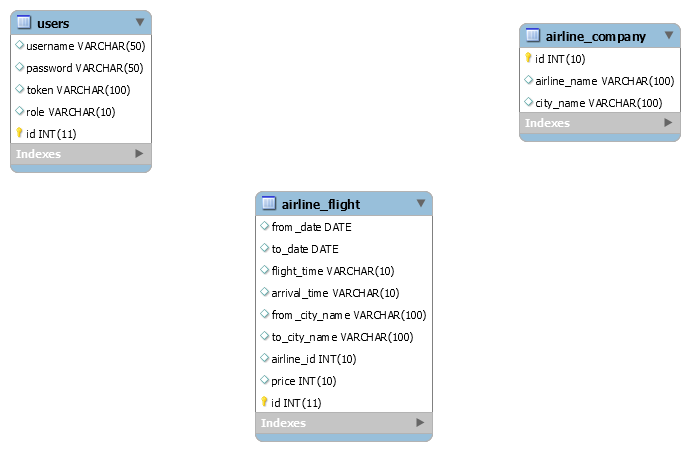 users
username VARCHAR(50)
password VARCHAR(50)
token VARCHAR(100)
role VARCHAR(10)
id INT(11)
Indexes
airline_company
id INT(10)
airline_name VARCHAR(100)
city_name VARCHAR(100)
Indexes
airline_flight
from_date DATE
to_date DATE
flight_time VARCHAR(10)
arrival_time VARCHAR(10)
from_city_name VARCHAR(100)
to_city_name VARCHAR(100)
airline_id INT(10)
price INT(10)
id INT(11)
Indexes